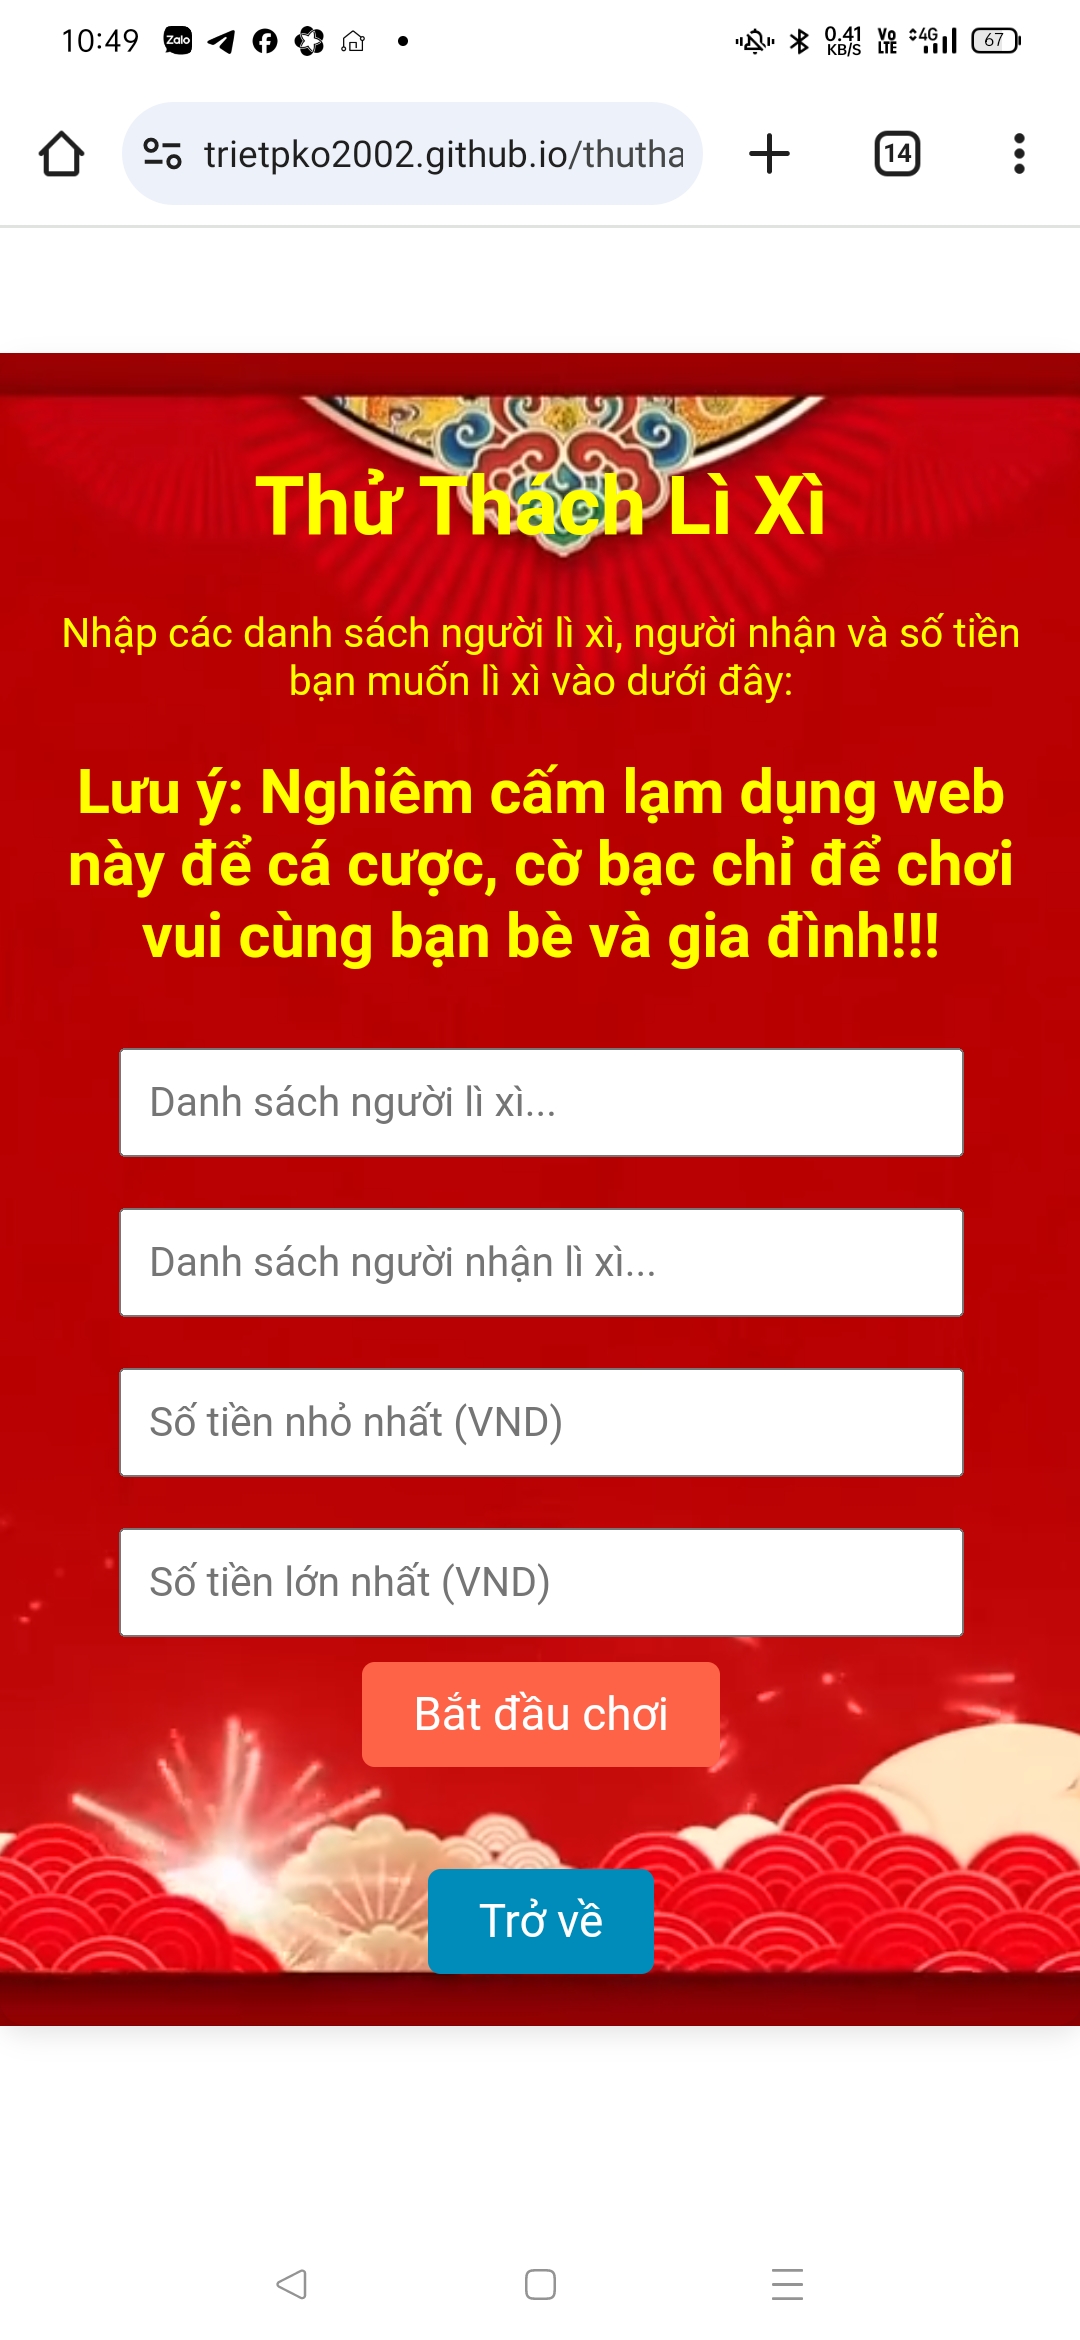 10:49 Zalo 0.41 KB/S Vo LTE 4G 67
trietpko2002.github.io/thutha 14
Thử Thách Lì Xì
Nhập các danh sách người lì xì, người nhận và số tiền
bạn muốn lì xì vào dưới đây:
Lưu ý: Nghiêm cấm lạm dụng web
này để cá cược, cờ bạc chỉ để chơi
vui cùng bạn bè và gia đình!!!
Danh sách người lì xì...
Danh sách người nhận lì xì...
Số tiền nhỏ nhất (VND)
Số tiền lớn nhất (VND)
Bắt đầu chơi
Trở về